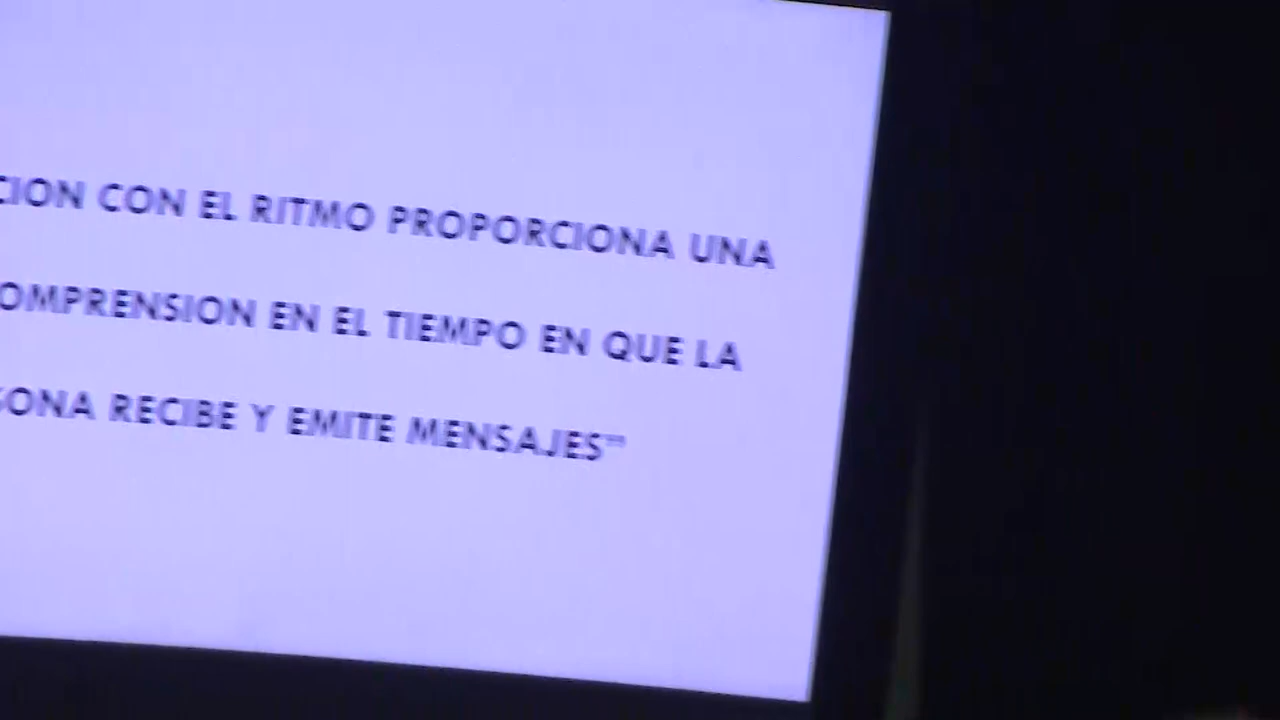 CION CON EL RITMO PROPORCIONA UNA
OMPRENSION EN EL TIEMPO EN QUE LA
SONA RECIBE Y EMITE MENSAJES"